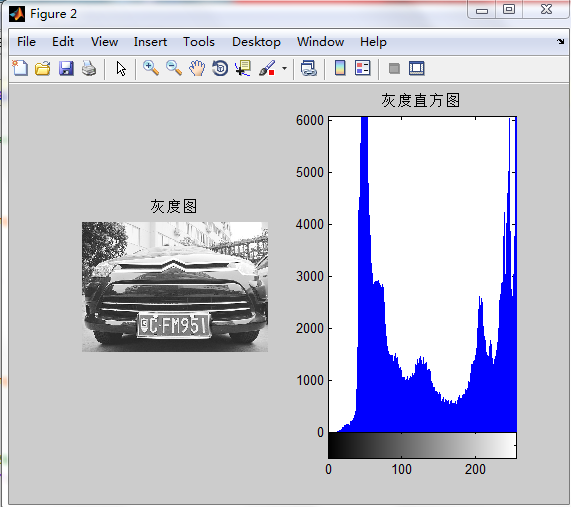 Figure 2
File Edit View Insert Tools Desktop Window Help
灰度直方图
灰度图
6000
5000
4000
3000
2000
1000
0
0 100 200
C·FM951